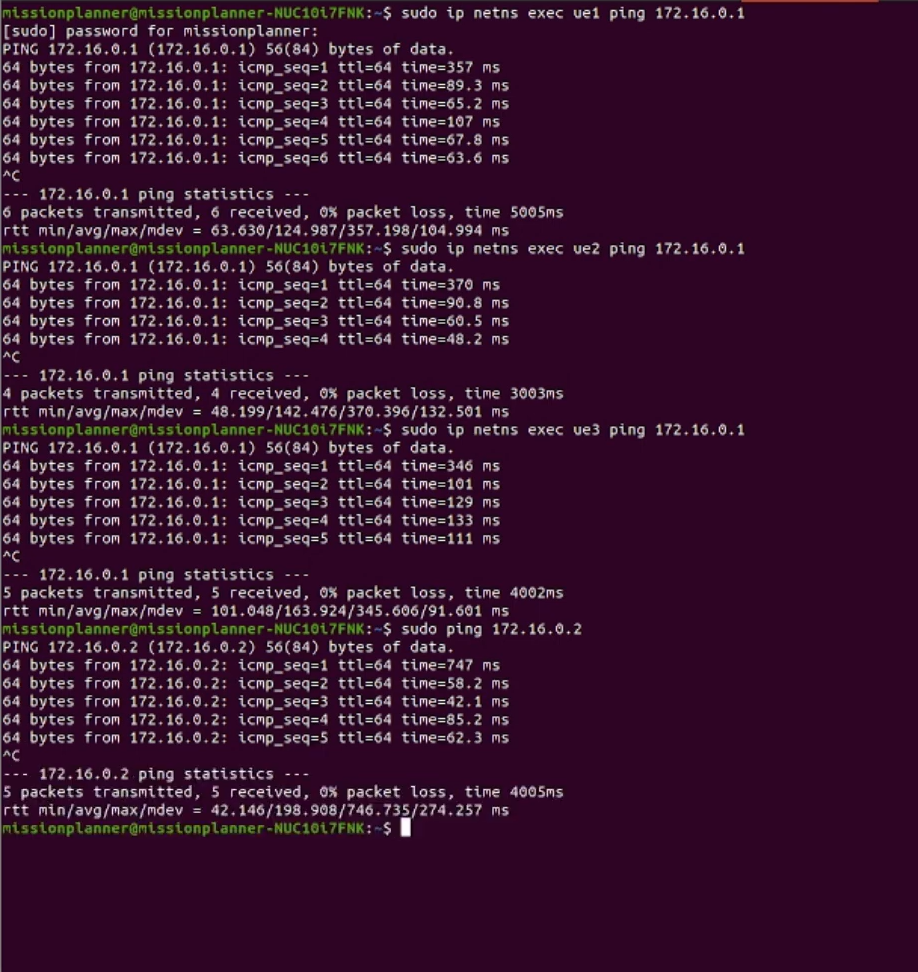 missionplanner@missionplanner-NUC10i7FNK:~$ sudo ip netns exec ue1 ping 172.16.0.1
[sudo] password for missionplanner:
PING 172.16.0.1 (172.16.0.1) 56(84) bytes of data.
64 bytes from 172.16.0.1: icmp_seq=1 ttl=64 time=357 ms
64 bytes from 172.16.0.1: icmp_seq=2 ttl=64 time=89.3 ms
64 bytes from 172.16.0.1: icmp_seq=3 ttl=64 time=65.2 ms
64 bytes from 172.16.0.1: icmp_seq=4 ttl=64 time=107 ms
64 bytes from 172.16.0.1: icmp_seq=5 ttl=64 time=67.8 ms
64 bytes from 172.16.0.1: icmp_seq=6 ttl=64 time=63.6 ms
^C
--- 172.16.0.1 ping statistics ---
6 packets transmitted, 6 received, 0% packet loss, time 5005ms
rtt min/avg/max/mdev = 63.630/124.987/357.198/104.994 ms
missionplanner@missionplanner-NUC10i7FNK:~$ sudo ip netns exec ue2 ping 172.16.0.1
PING 172.16.0.1 (172.16.0.1) 56(84) bytes of data.
64 bytes from 172.16.0.1: icmp_seq=1 ttl=64 time=370 ms
64 bytes from 172.16.0.1: icmp_seq=2 ttl=64 time=90.8 ms
64 bytes from 172.16.0.1: icmp_seq=3 ttl=64 time=60.5 ms
64 bytes from 172.16.0.1: icmp_seq=4 ttl=64 time=48.2 ms
^C
--- 172.16.0.1 ping statistics ---
4 packets transmitted, 4 received, 0% packet loss, time 3003ms
rtt min/avg/max/mdev = 48.199/142.476/370.396/132.501 ms
missionplanner@missionplanner-NUC10i7FNK:~$ sudo ip netns exec ue3 ping 172.16.0.1
PING 172.16.0.1 (172.16.0.1) 56(84) bytes of data.
64 bytes from 172.16.0.1: icmp_seq=1 ttl=64 time=346 ms
64 bytes from 172.16.0.1: icmp_seq=2 ttl=64 time=101 ms
64 bytes from 172.16.0.1: icmp_seq=3 ttl=64 time=129 ms
64 bytes from 172.16.0.1: icmp_seq=4 ttl=64 time=133 ms
64 bytes from 172.16.0.1: icmp_seq=5 ttl=64 time=111 ms
^C
--- 172.16.0.1 ping statistics ---
5 packets transmitted, 5 received, 0% packet loss, time 4002ms
rtt min/avg/max/mdev = 101.048/163.924/345.606/91.601 ms
missionplanner@missionplanner-NUC10i7FNK:~$ sudo ping 172.16.0.2
PING 172.16.0.2 (172.16.0.2) 56(84) bytes of data.
64 bytes from 172.16.0.2: icmp_seq=1 ttl=64 time=747 ms
64 bytes from 172.16.0.2: icmp_seq=2 ttl=64 time=58.2 ms
64 bytes from 172.16.0.2: icmp_seq=3 ttl=64 time=42.1 ms
64 bytes from 172.16.0.2: icmp_seq=4 ttl=64 time=85.2 ms
64 bytes from 172.16.0.2: icmp_seq=5 ttl=64 time=62.3 ms
^C
--- 172.16.0.2 ping statistics ---
5 packets transmitted, 5 received, 0% packet loss, time 4005ms
rtt min/avg/max/mdev = 42.146/198.908/746.735/274.257 ms
missionplanner@missionplanner-NUC10i7FNK:~$